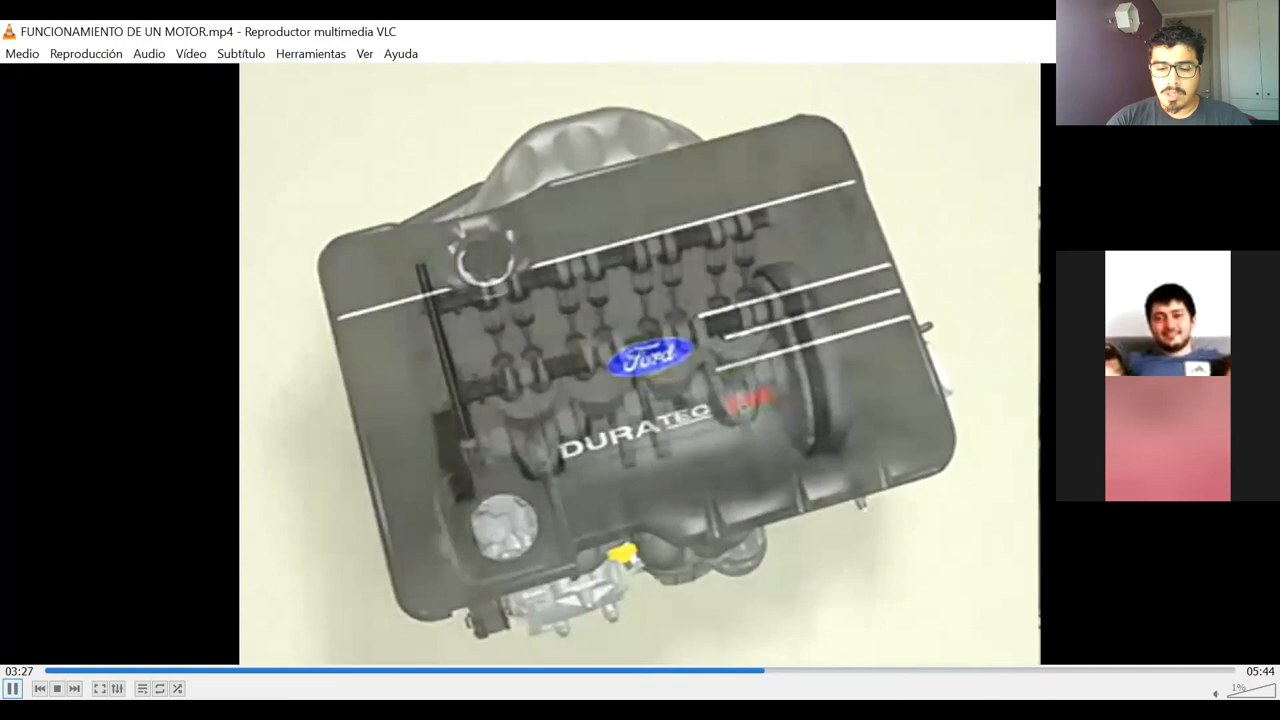 FUNCIONAMIENTO DE UN MOTOR.mp4 - Reproductor multimedia VLC
Medio Reproducción Audio Vídeo Subtítulo Herramientas Ver Ayuda
Ford
DURATEC
03:27
05:44
1%